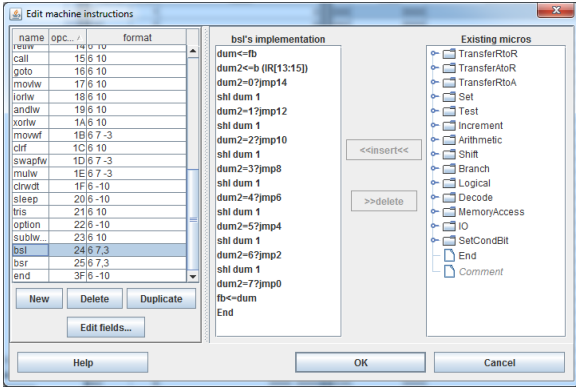 Edit machine instructions
name opc... / format
retlw 14 6 10
call 15 6 10
goto 16 6 10
movlw 17 6 10
iorlw 18 6 10
andlw 19 6 10
xorlw 1A 6 10
movwf 1B 6 7 -3
clrf 1C 6 10
swapfw 1D 6 7 -3
mulw 1E 6 7 -3
clrwdt 1F 6 -10
sleep 20 6 -10
tris 21 6 10
option 22 6 -10
sublw... 23 6 10
bsl 24 6 7,3
bsr 25 6 7,3
end 3F 6 -10
New Delete Duplicate
Edit fields...
bsl's implementation
dum<=fb
dum2<=b (IR[13:15])
dum2=0?jmp14
shl dum 1
dum2=1?jmp12
shl dum 1
dum2=2?jmp10
shl dum 1
dum2=3?jmp8
shl dum 1
dum2=4?jmp6
shl dum 1
dum2=5?jmp4
shl dum 1
dum2=6?jmp2
shl dum 1
dum2=7?jmp0
fb<=dum
End
<<insert<<
>>delete
Existing micros
TransferRtoR
TransferAtoR
TransferRtoA
Set
Test
Increment
Arithmetic
Shift
Branch
Logical
Decode
MemoryAccess
IO
SetCondBit
End
Comment
Help OK Cancel